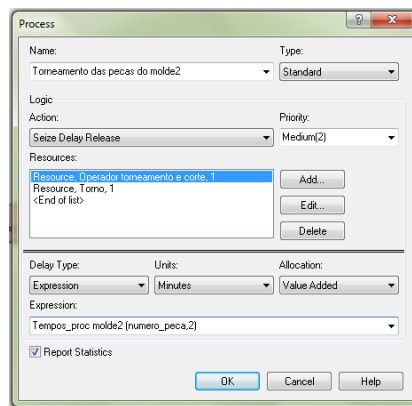 Process
Name:
Type:
Torneamento das pecas do molde2
Standard
Logic
Action:
Priority:
Seize Delay Release
Medium(2)
Resources:
Resource, Operador torneamento e corte, 1
Resource, Torno, 1
<End of list>
Add...
Edit...
Delete
Delay Type:
Units:
Allocation:
Expression
Minutes
Value Added
Expression:
Tempos_proc molde2 (numero_peca,2)
Report Statistics
OK
Cancel
Help